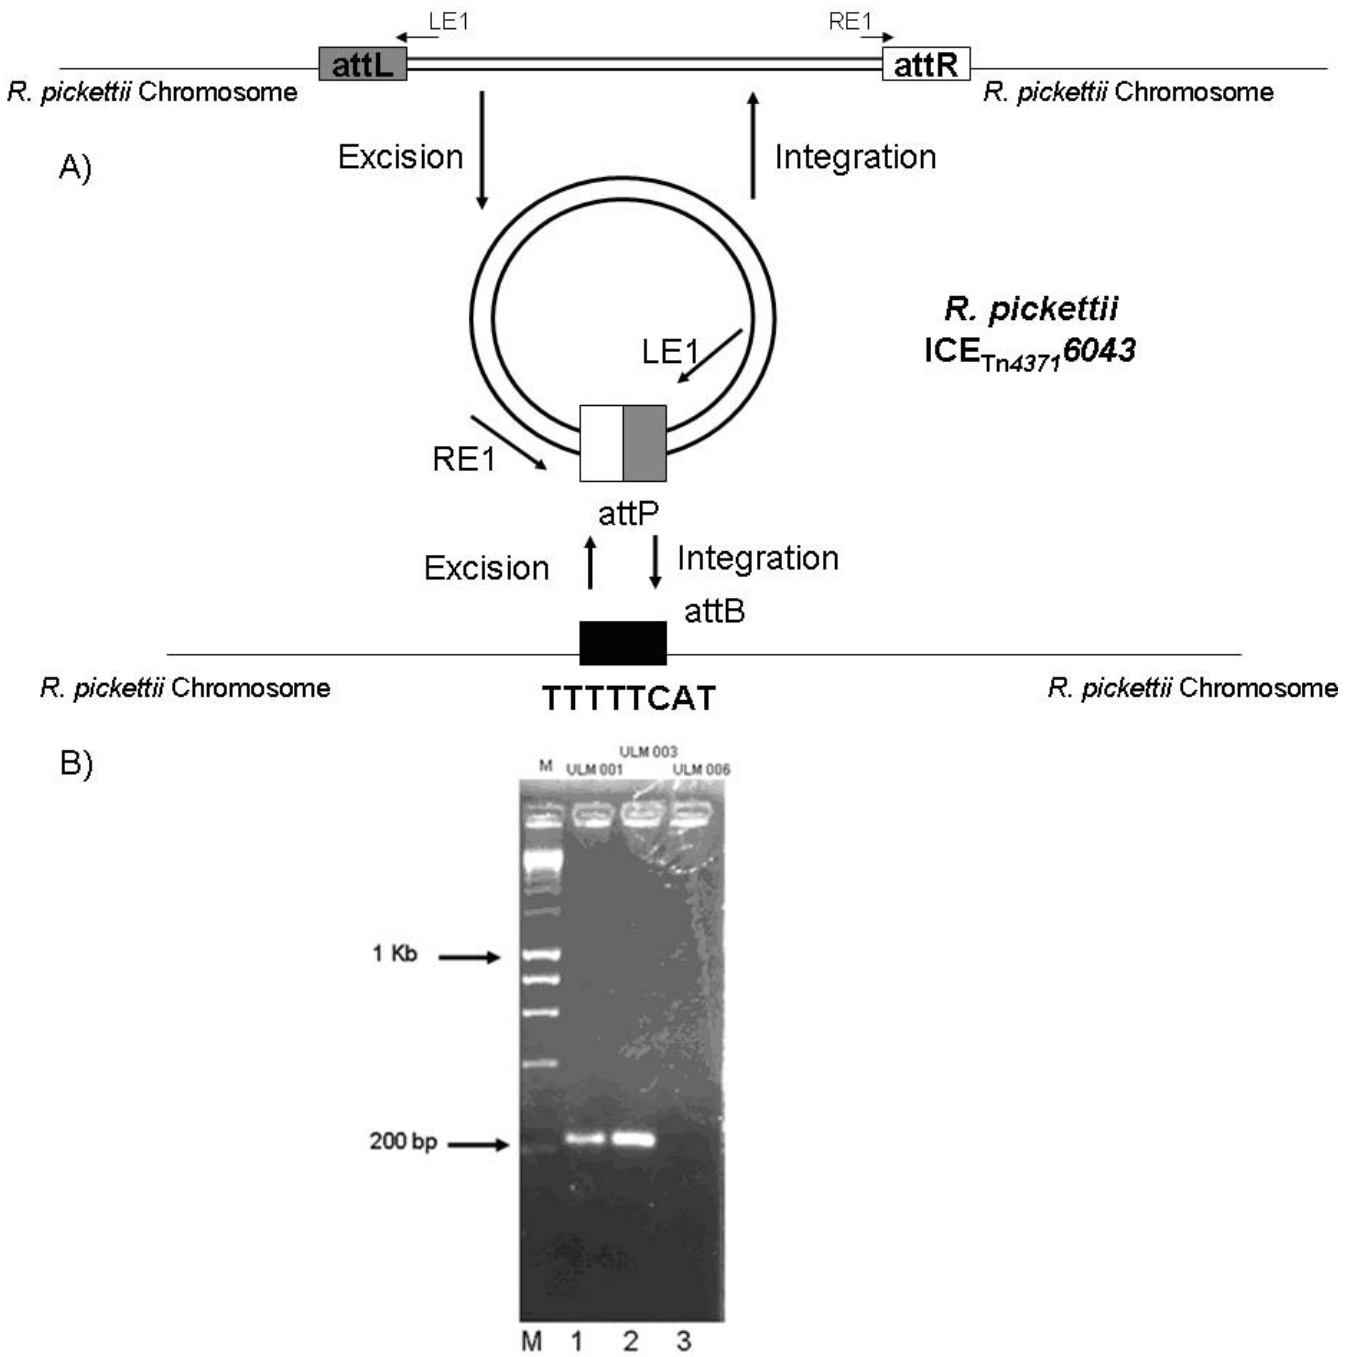 LE1 RE1
attL attR
R. pickettii Chromosome R. pickettii Chromosome
A) Excision Integration
R. pickettii
ICETn43716043
LE1
RE1
attP
Excision Integration
attB
R. pickettii Chromosome TTTTTCAT R. pickettii Chromosome
B)
M ULM 001 ULM 003 ULM 006
1 Kb
200 bp
M 1 2 3